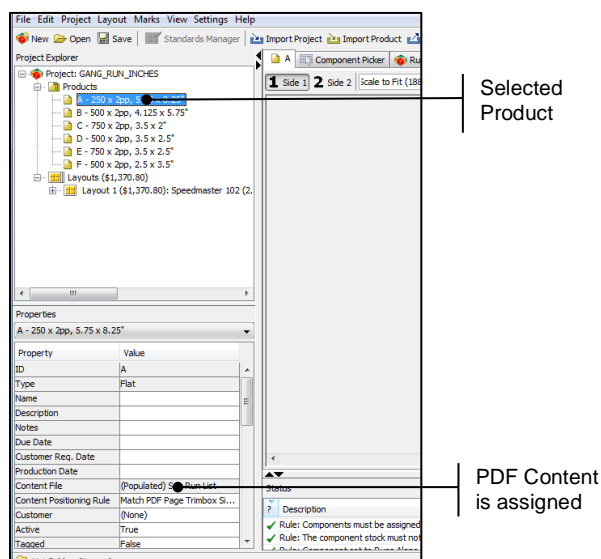 File Edit Project Layout Marks View Settings Help
New Open Save Standards Manager Import Project Import Product
Project Explorer
A Component Picker Ru
Project: GANG_RUN_INCHES
1 Side 1 2 Side 2 Scale to Fit (188
Products
A - 250 x 2pp, 5. x 8.25"
B - 500 x 2pp, 4.125 x 5.75"
C - 750 x 2pp, 3.5 x 2"
D - 500 x 2pp, 3.5 x 2.5"
E - 750 x 2pp, 3.5 x 2.5"
F - 500 x 2pp, 2.5 x 3.5"
Layouts ($1,370.80)
Layout 1 ($1,370.80): Speedmaster 102 (2.
Selected
Product
Properties
A - 250 x 2pp, 5.75 x 8.25"
Property Value
ID A
Type Flat
Name
Description
Notes
Due Date
Customer Req. Date
Production Date
Content File (Populated) Run List
Content Positioning Rule Match PDF Page Trimbox Si...
Customer (None)
Active True
Tagged False
Status
? Description
Rule: Components must be assigned
Rule: The component stock must not
PDF Content
is assigned